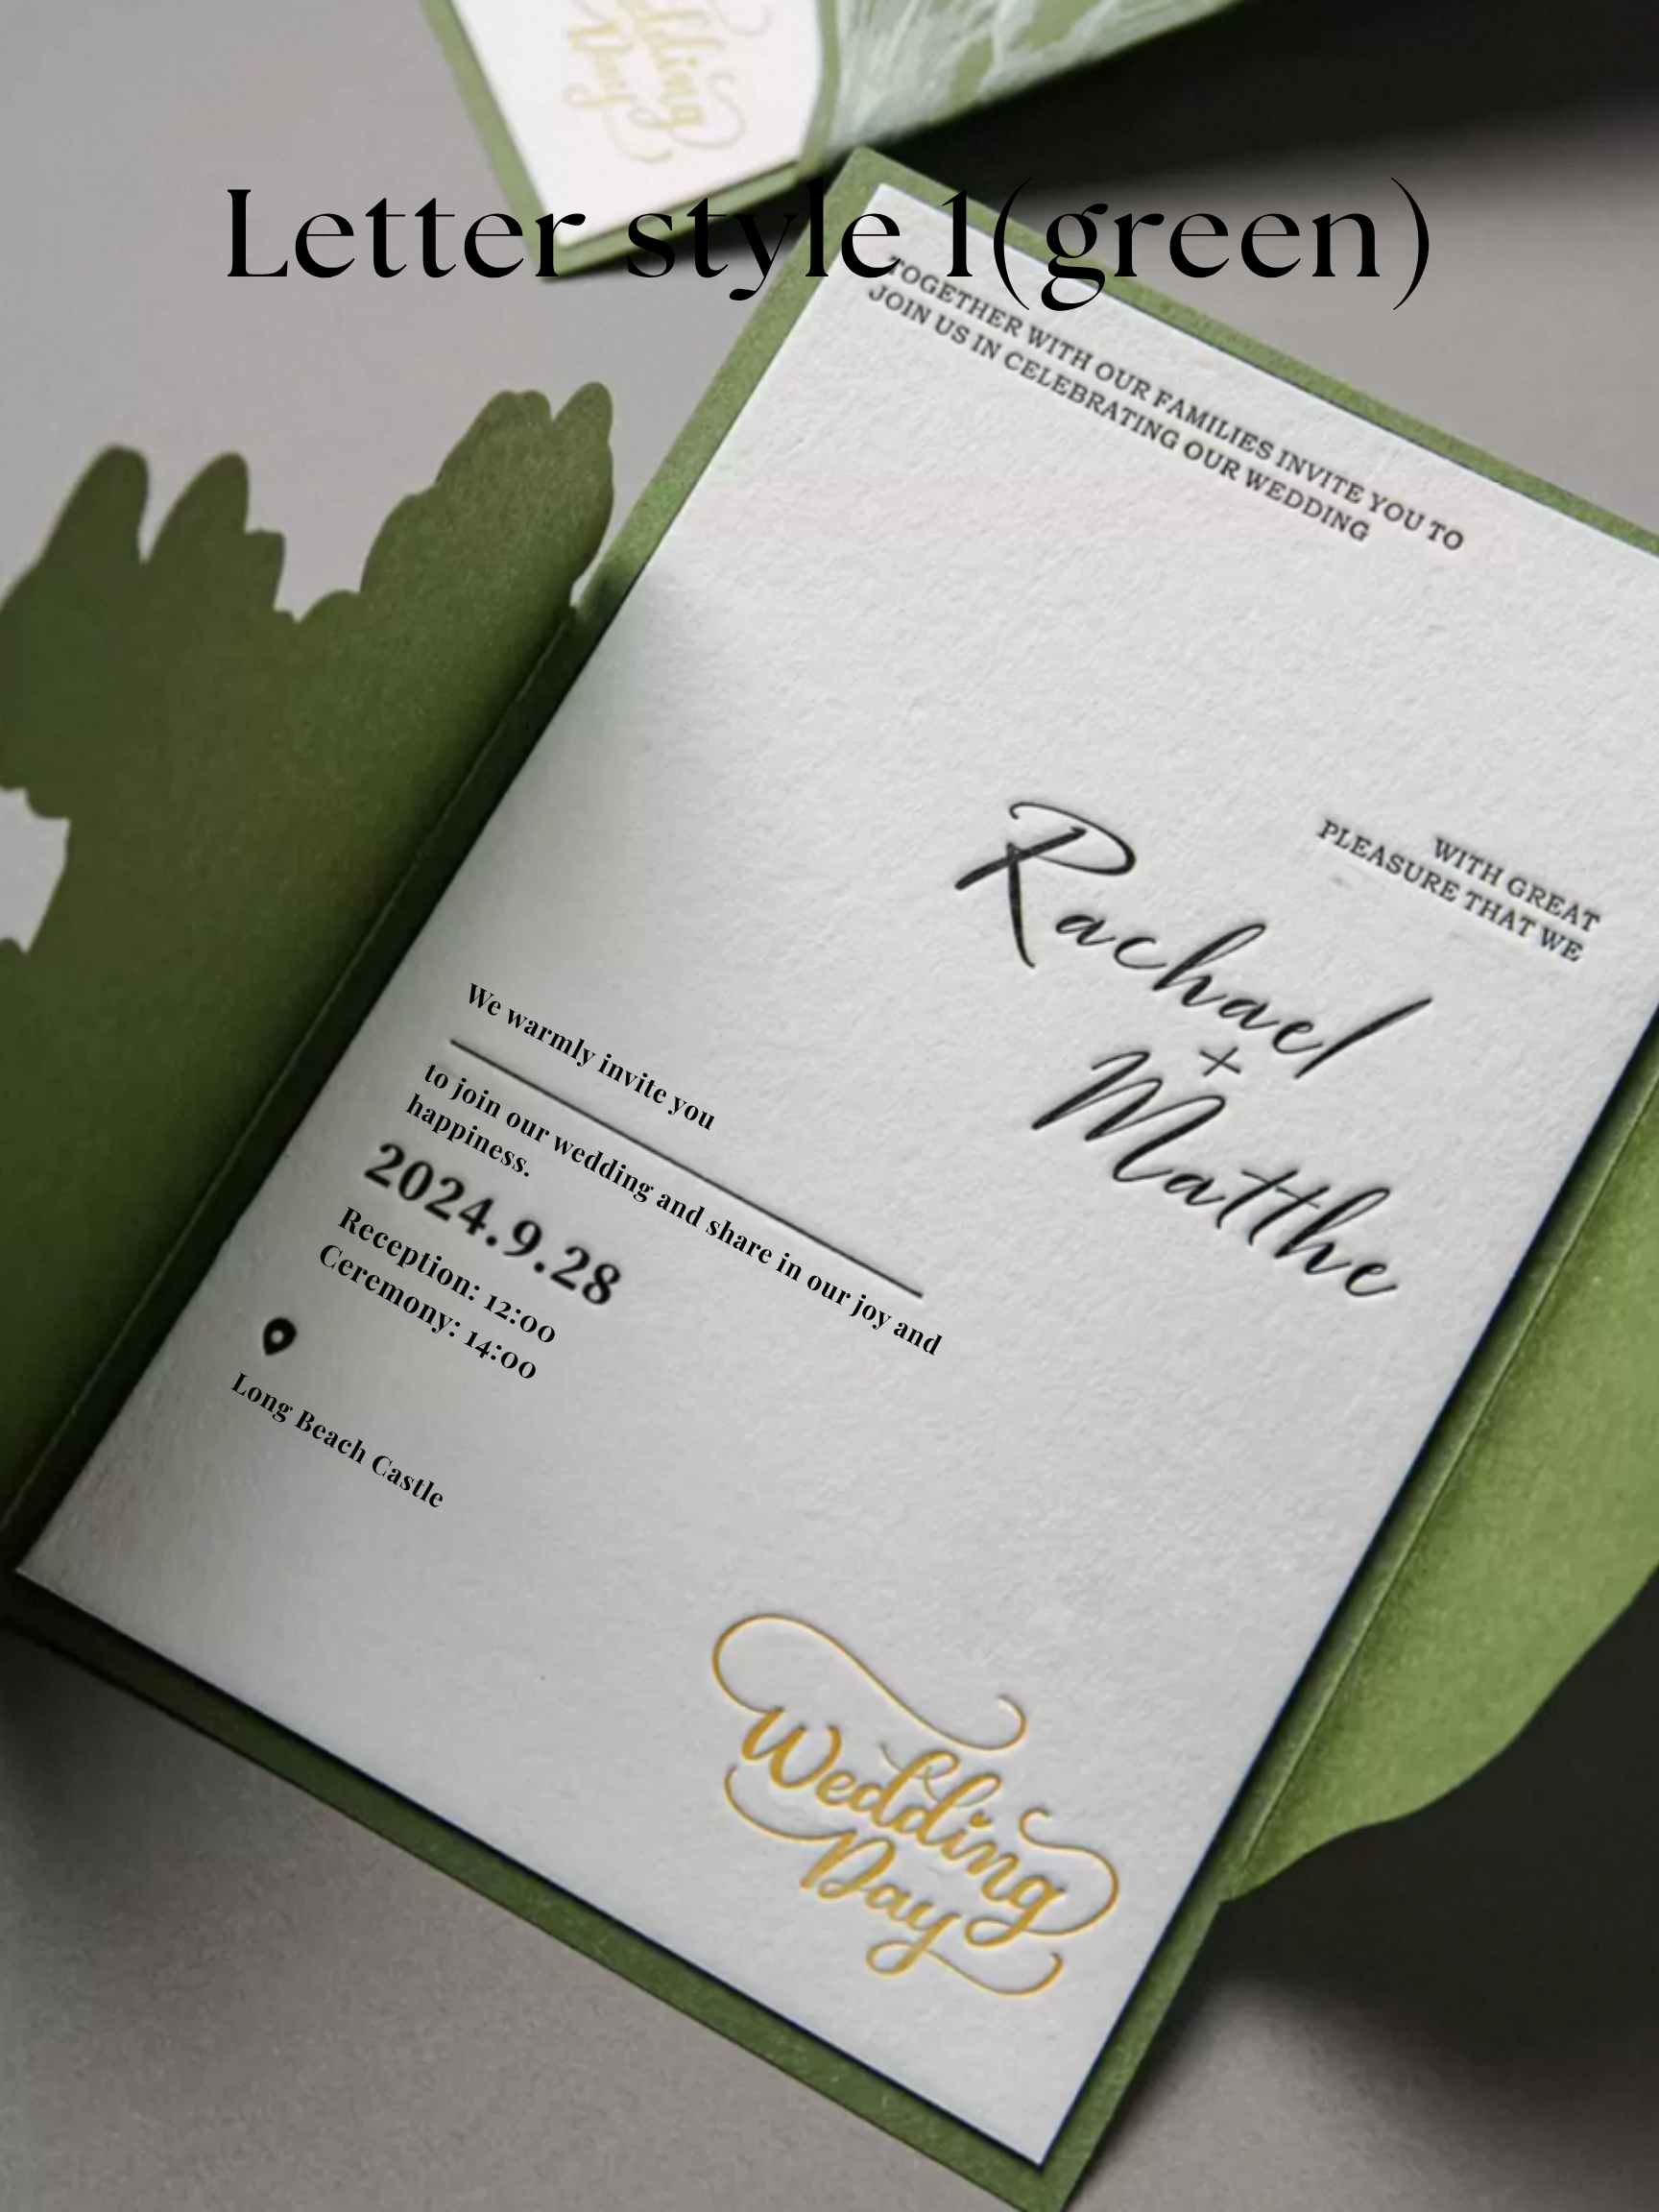 Wedding
Day
Letter style 1(green)
TOGETHER WITH OUR FAMILIES INVITE YOU TO
JOIN US IN CELEBRATING OUR WEDDING
WITH GREAT
PLEASURE THAT WE
Rachael
+
Matthe
We warmly invite you
to join our wedding and share in our joy and
happiness.
2024.9.28
Reception: 12:00
Ceremony: 14:00
Long Beach Castle
Wedding
Day